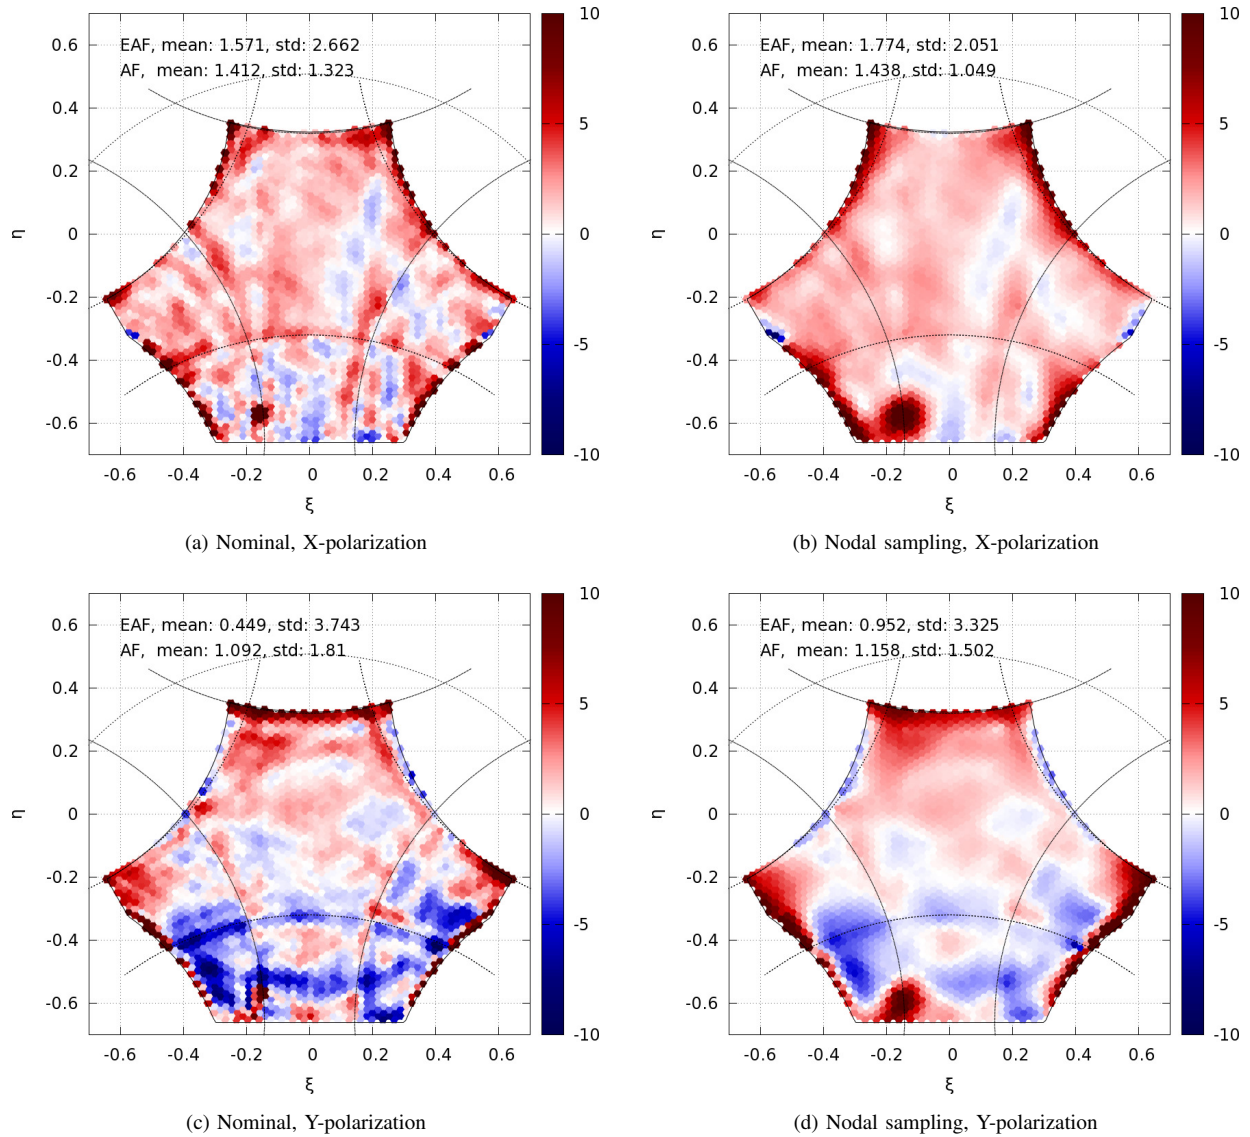 0.6
0.4
0.2
0
-0.2
-0.4
-0.6
η
EAF, mean: 1.571, std: 2.662
AF, mean: 1.412, std: 1.323
-0.6 -0.4 -0.2 0 0.2 0.4 0.6
ξ
10
5
0
-5
-10
(a) Nominal, X-polarization
0.6
0.4
0.2
0
-0.2
-0.4
-0.6
η
EAF, mean: 1.774, std: 2.051
AF, mean: 1.438, std: 1.049
-0.6 -0.4 -0.2 0 0.2 0.4 0.6
ξ
10
5
0
-5
-10
(b) Nodal sampling, X-polarization
0.6
0.4
0.2
0
-0.2
-0.4
-0.6
η
EAF, mean: 0.449, std: 3.743
AF, mean: 1.092, std: 1.81
-0.6 -0.4 -0.2 0 0.2 0.4 0.6
ξ
10
5
0
-5
-10
(c) Nominal, Y-polarization
0.6
0.4
0.2
0
-0.2
-0.4
-0.6
η
EAF, mean: 0.952, std: 3.325
AF, mean: 1.158, std: 1.502
-0.6 -0.4 -0.2 0 0.2 0.4 0.6
ξ
10
5
0
-5
-10
(d) Nodal sampling, Y-polarization